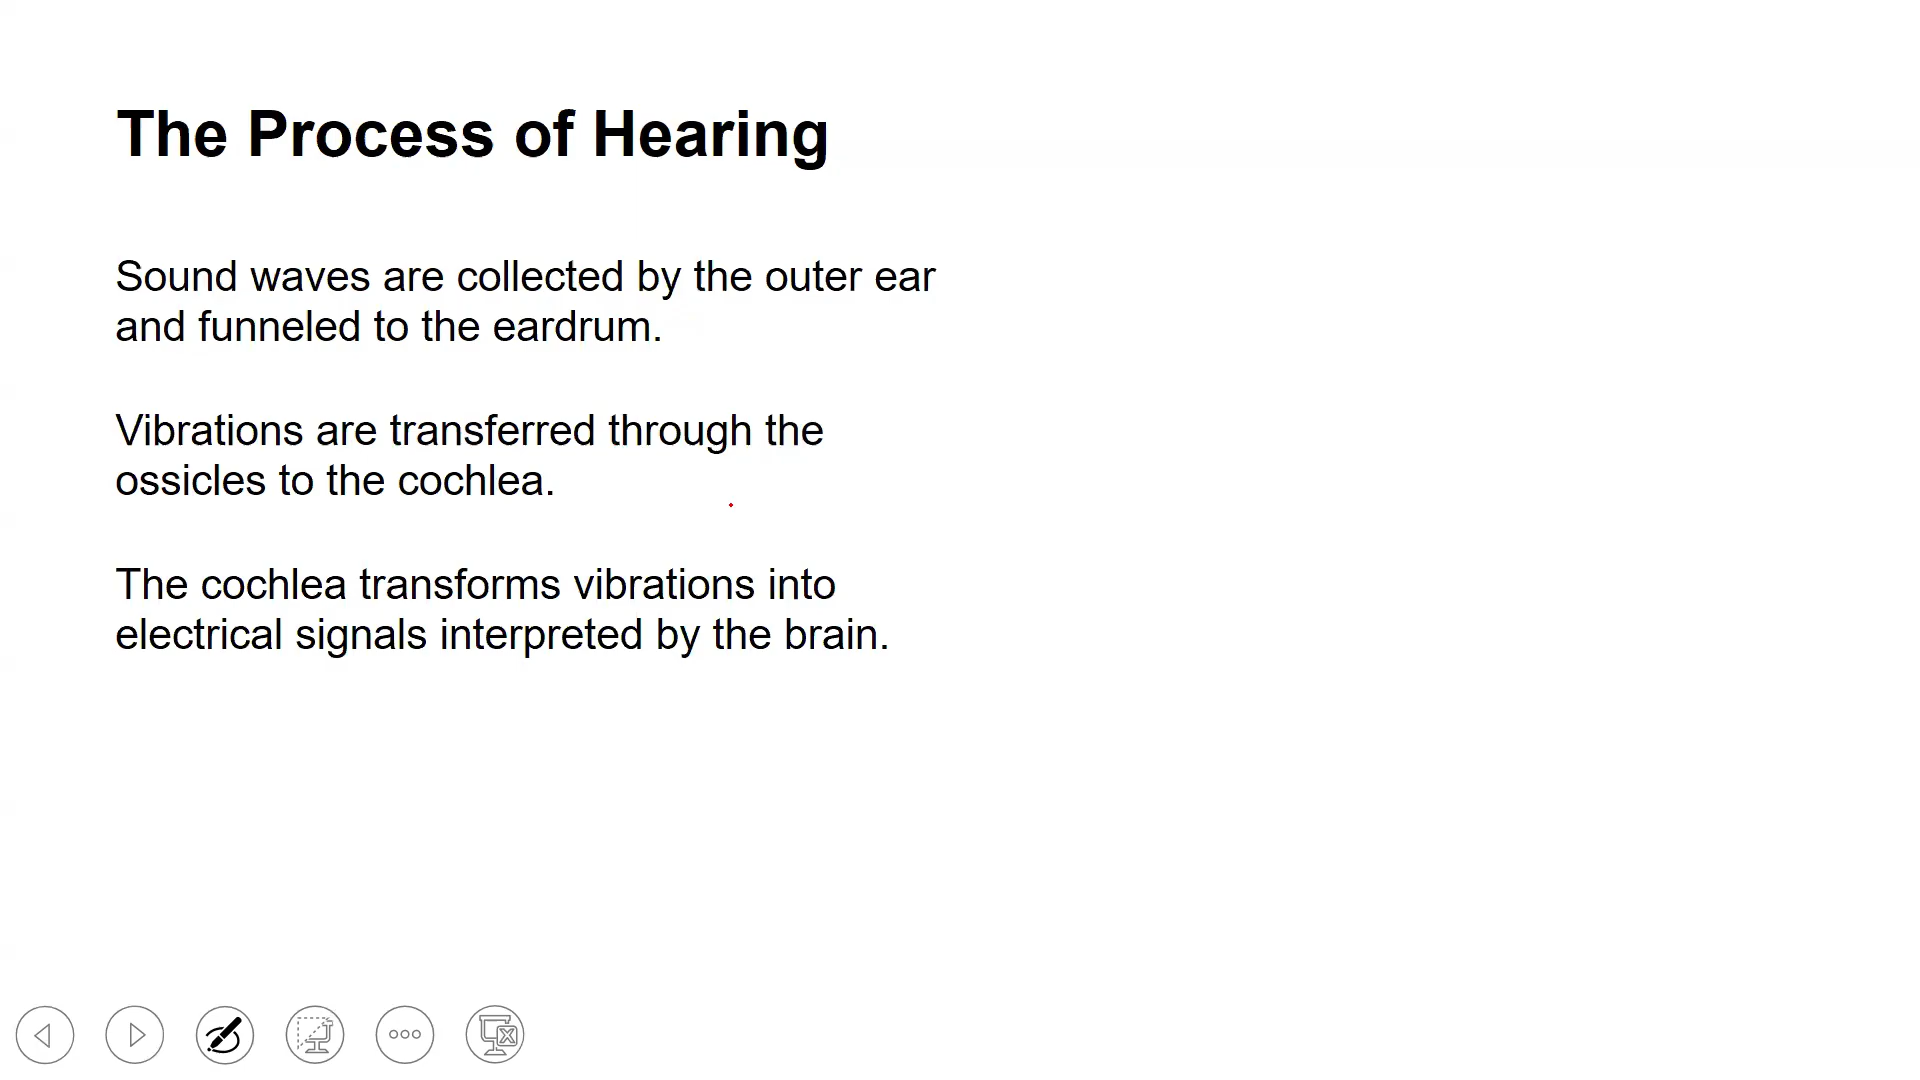 The Process of Hearing
Sound waves are collected by the outer ear
and funneled to the eardrum.
Vibrations are transferred through the
ossicles to the cochlea.
The cochlea transforms vibrations into
electrical signals interpreted by the brain.